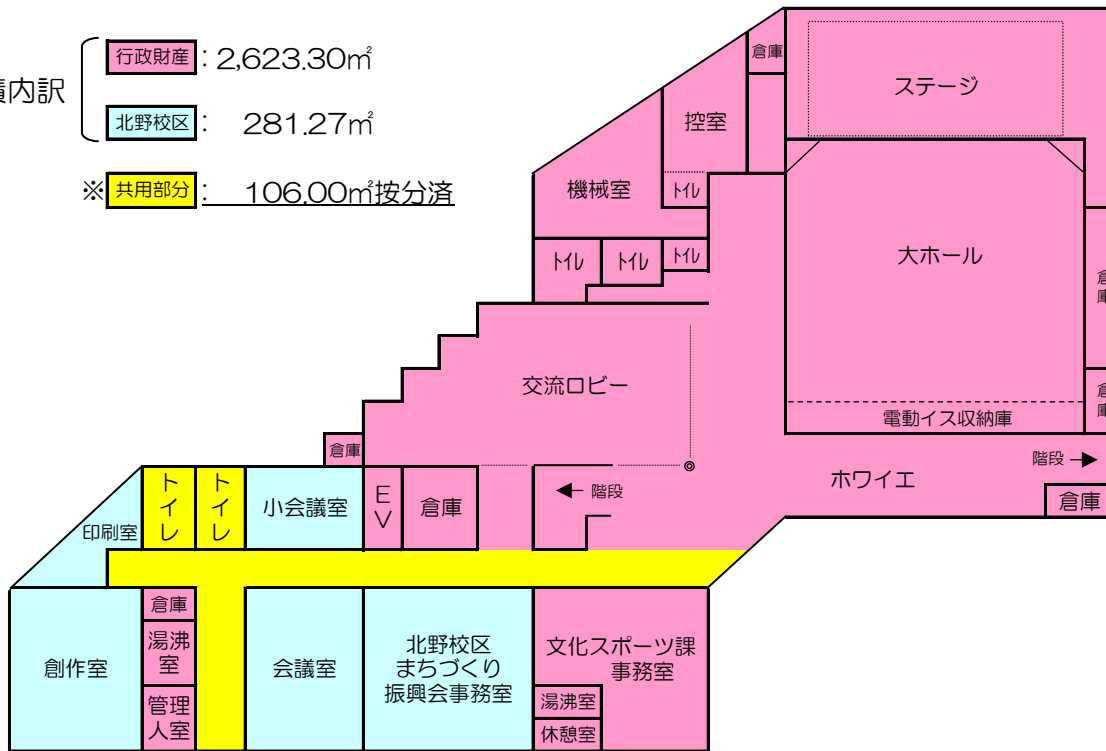 行政財産 : 2,623.30㎡
積内訳
北野校区 : 281.27㎡
※ 共用部分 : 106.00㎡按分済
倉庫
ステージ
控室
機械室
ﾄｲﾚ
ﾄｲﾚ
ﾄｲﾚ
ﾄｲﾚ
大ホール
倉庫
交流ロビー
倉庫
電動イス収納庫
倉庫
階段
ホワイエ
トイレ
トイレ
小会議室
EV
倉庫
階段
倉庫
印刷室
倉庫
創作室
湯沸室
管理人室
会議室
北野校区
まちづくり
振興会事務室
文化スポーツ課
事務室
湯沸室
休憩室